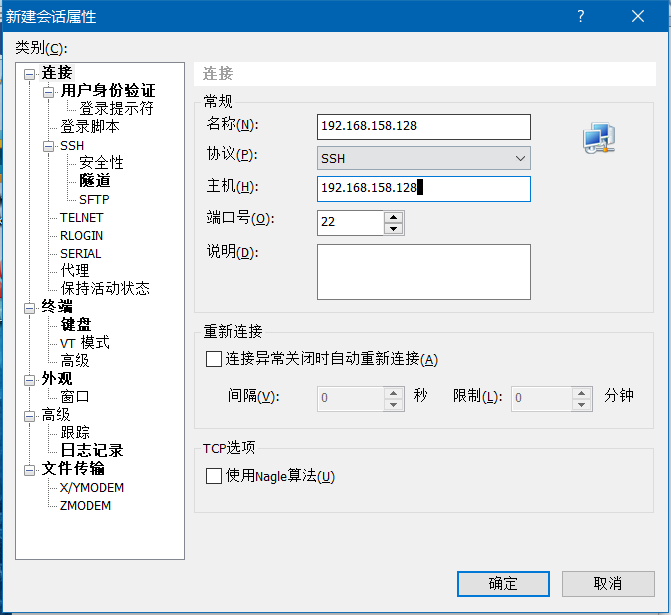 新建会话属性
类别(C):
连接
用户身份验证
登录提示符
登录脚本
SSH
安全性
隧道
SFTP
TELNET
RLOGIN
SERIAL
代理
保持活动状态
终端
键盘
VT 模式
高级
外观
窗口
高级
跟踪
日志记录
文件传输
X/YMODEM
ZMODEM
连接
常规
名称(N): 192.168.158.128
协议(P): SSH
主机(H): 192.168.158.128
端口号(O): 22
说明(D):
重新连接
连接异常关闭时自动重新连接(A)
间隔(V): 0 秒 限制(L): 0 分钟
TCP选项
使用Nagle算法(U)
确定 取消